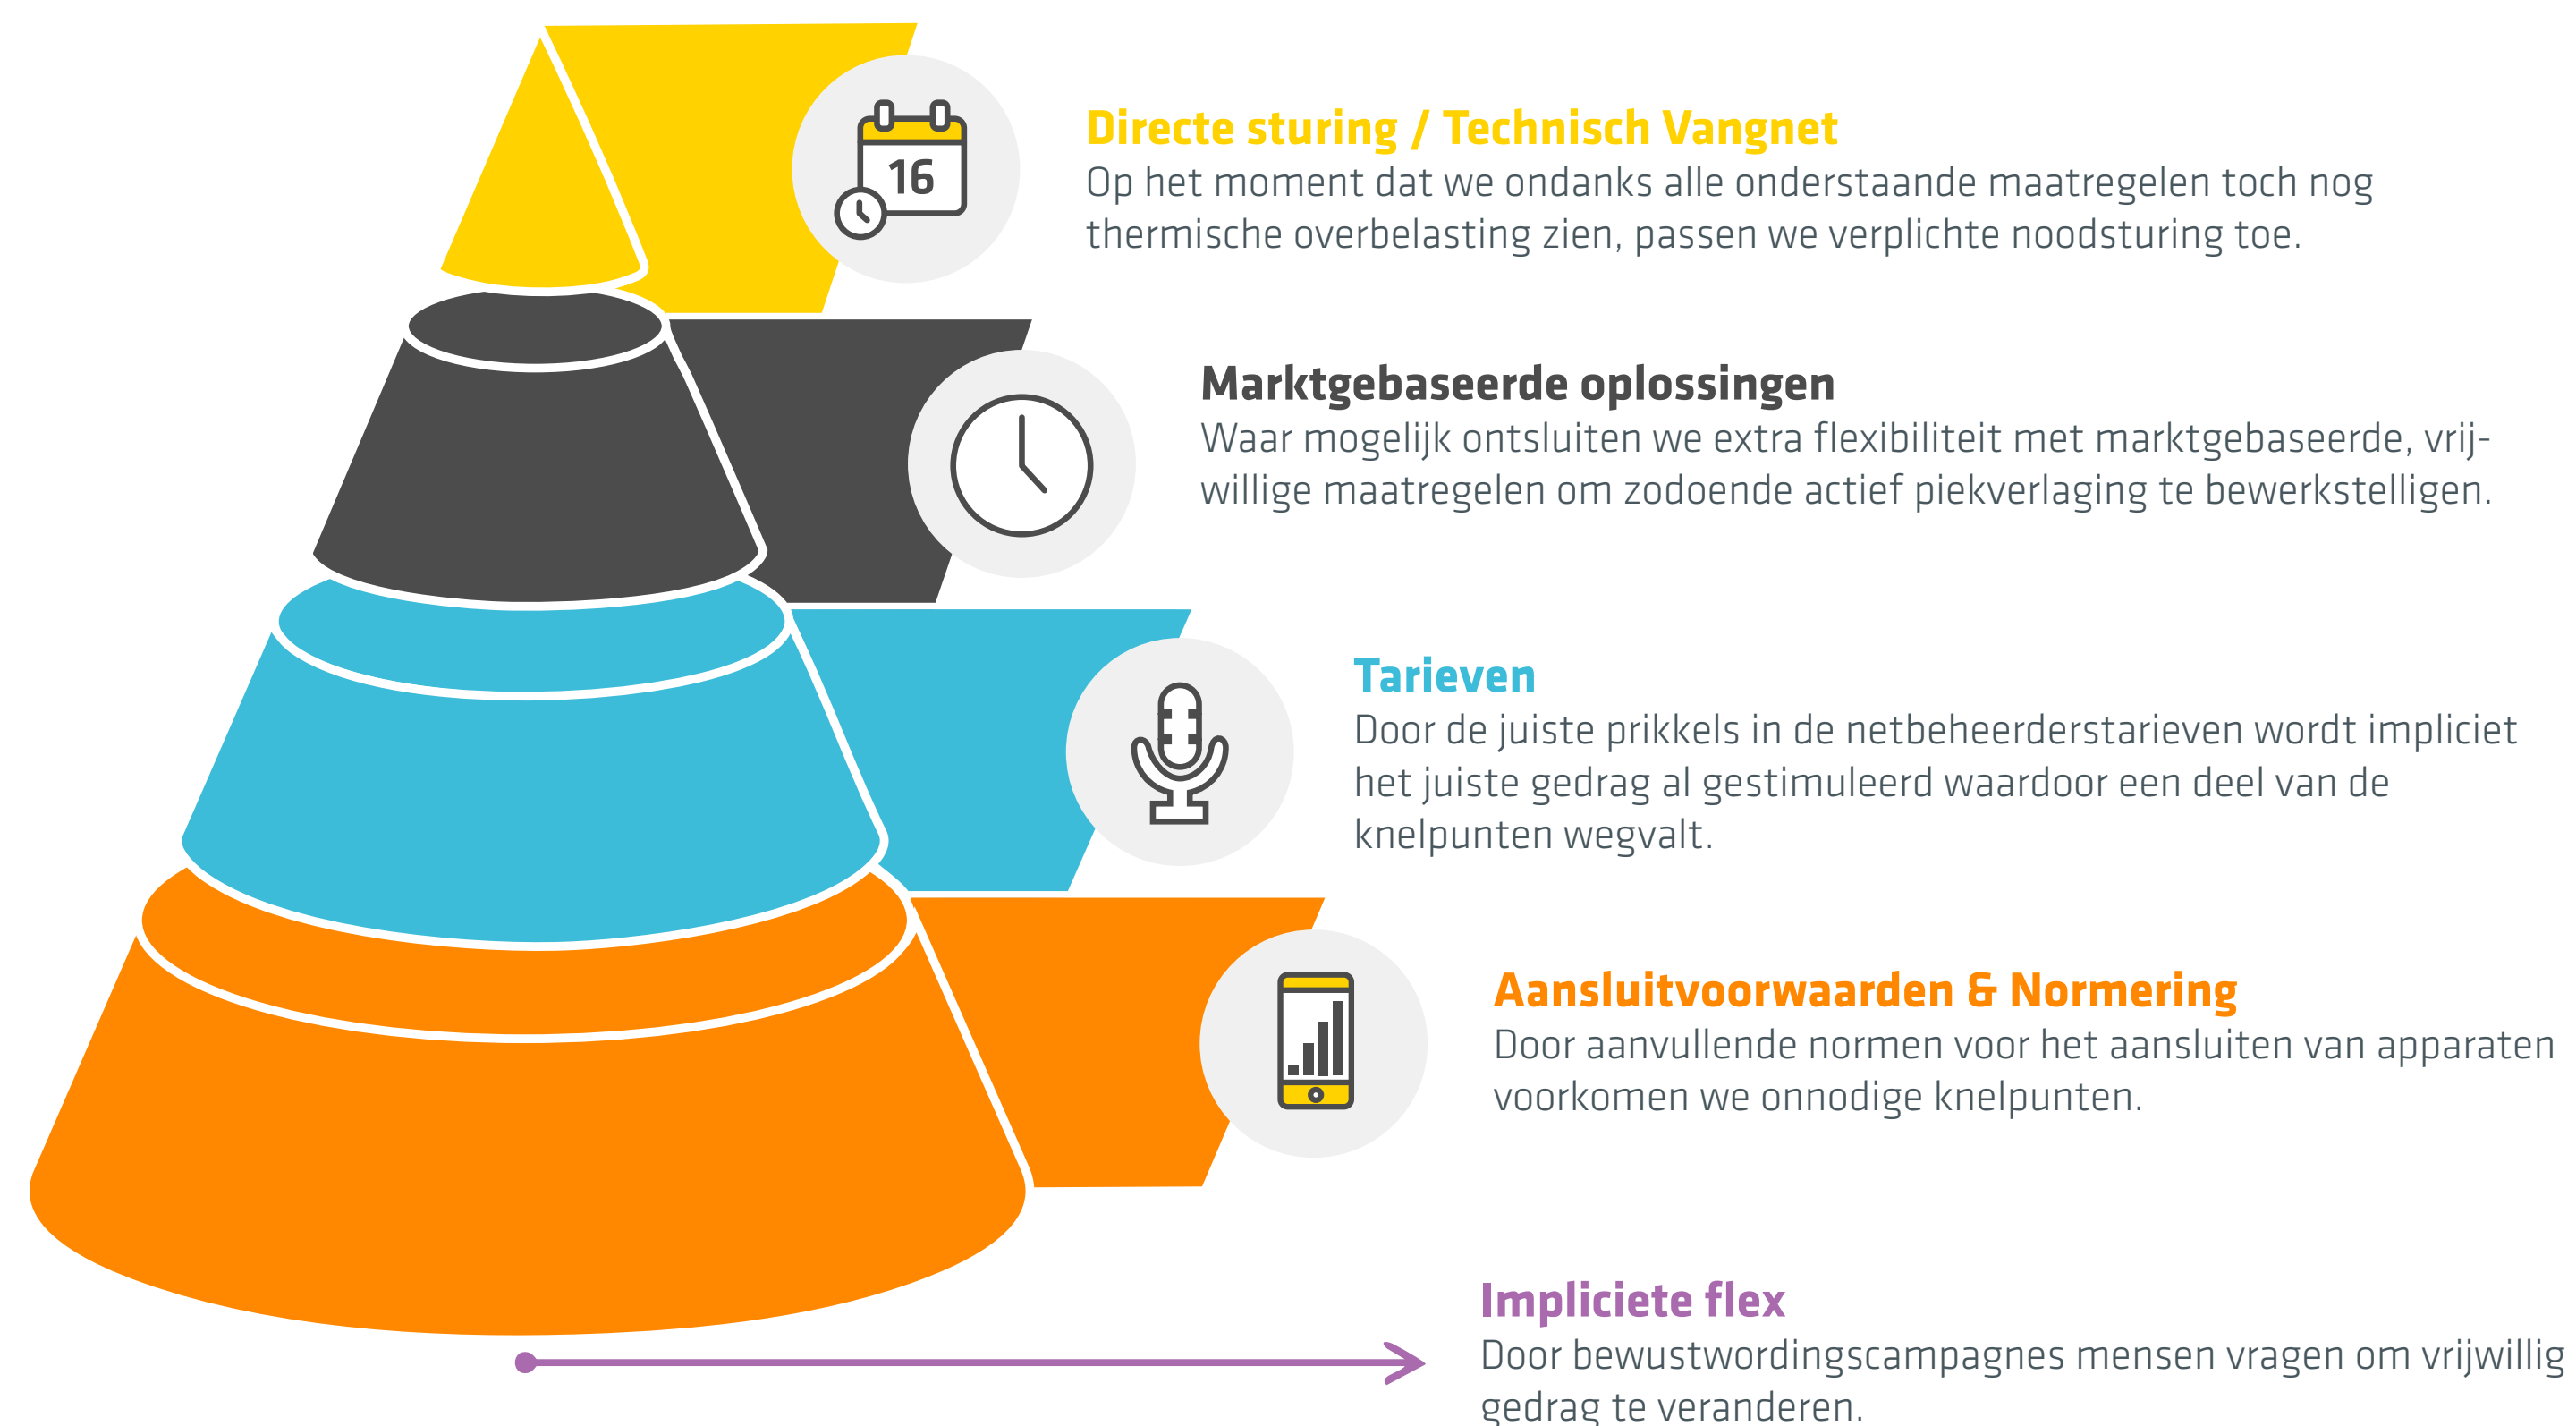 16
Directe sturing / Technisch Vangnet
Op het moment dat we ondanks alle onderstaande maatregelen toch nog
thermische overbelasting zien, passen we verplichte noodsturing toe.
Marktgebaseerde oplossingen
Waar mogelijk ontsluiten we extra flexibiliteit met marktgebaseerde, vrij-
willige maatregelen om zodoende actief piekverlaging te bewerkstelligen.
Tarieven
Door de juiste prikkels in de netbeheerderstarieven wordt impliciet
het juiste gedrag al gestimuleerd waardoor een deel van de
knelpunten wegvalt.
Aansluitvoorwaarden & Normering
Door aanvullende normen voor het aansluiten van apparaten
voorkomen we onnodige knelpunten.
Impliciete flex
Door bewustwordingscampagnes mensen vragen om vrijwillig
gedrag te veranderen.